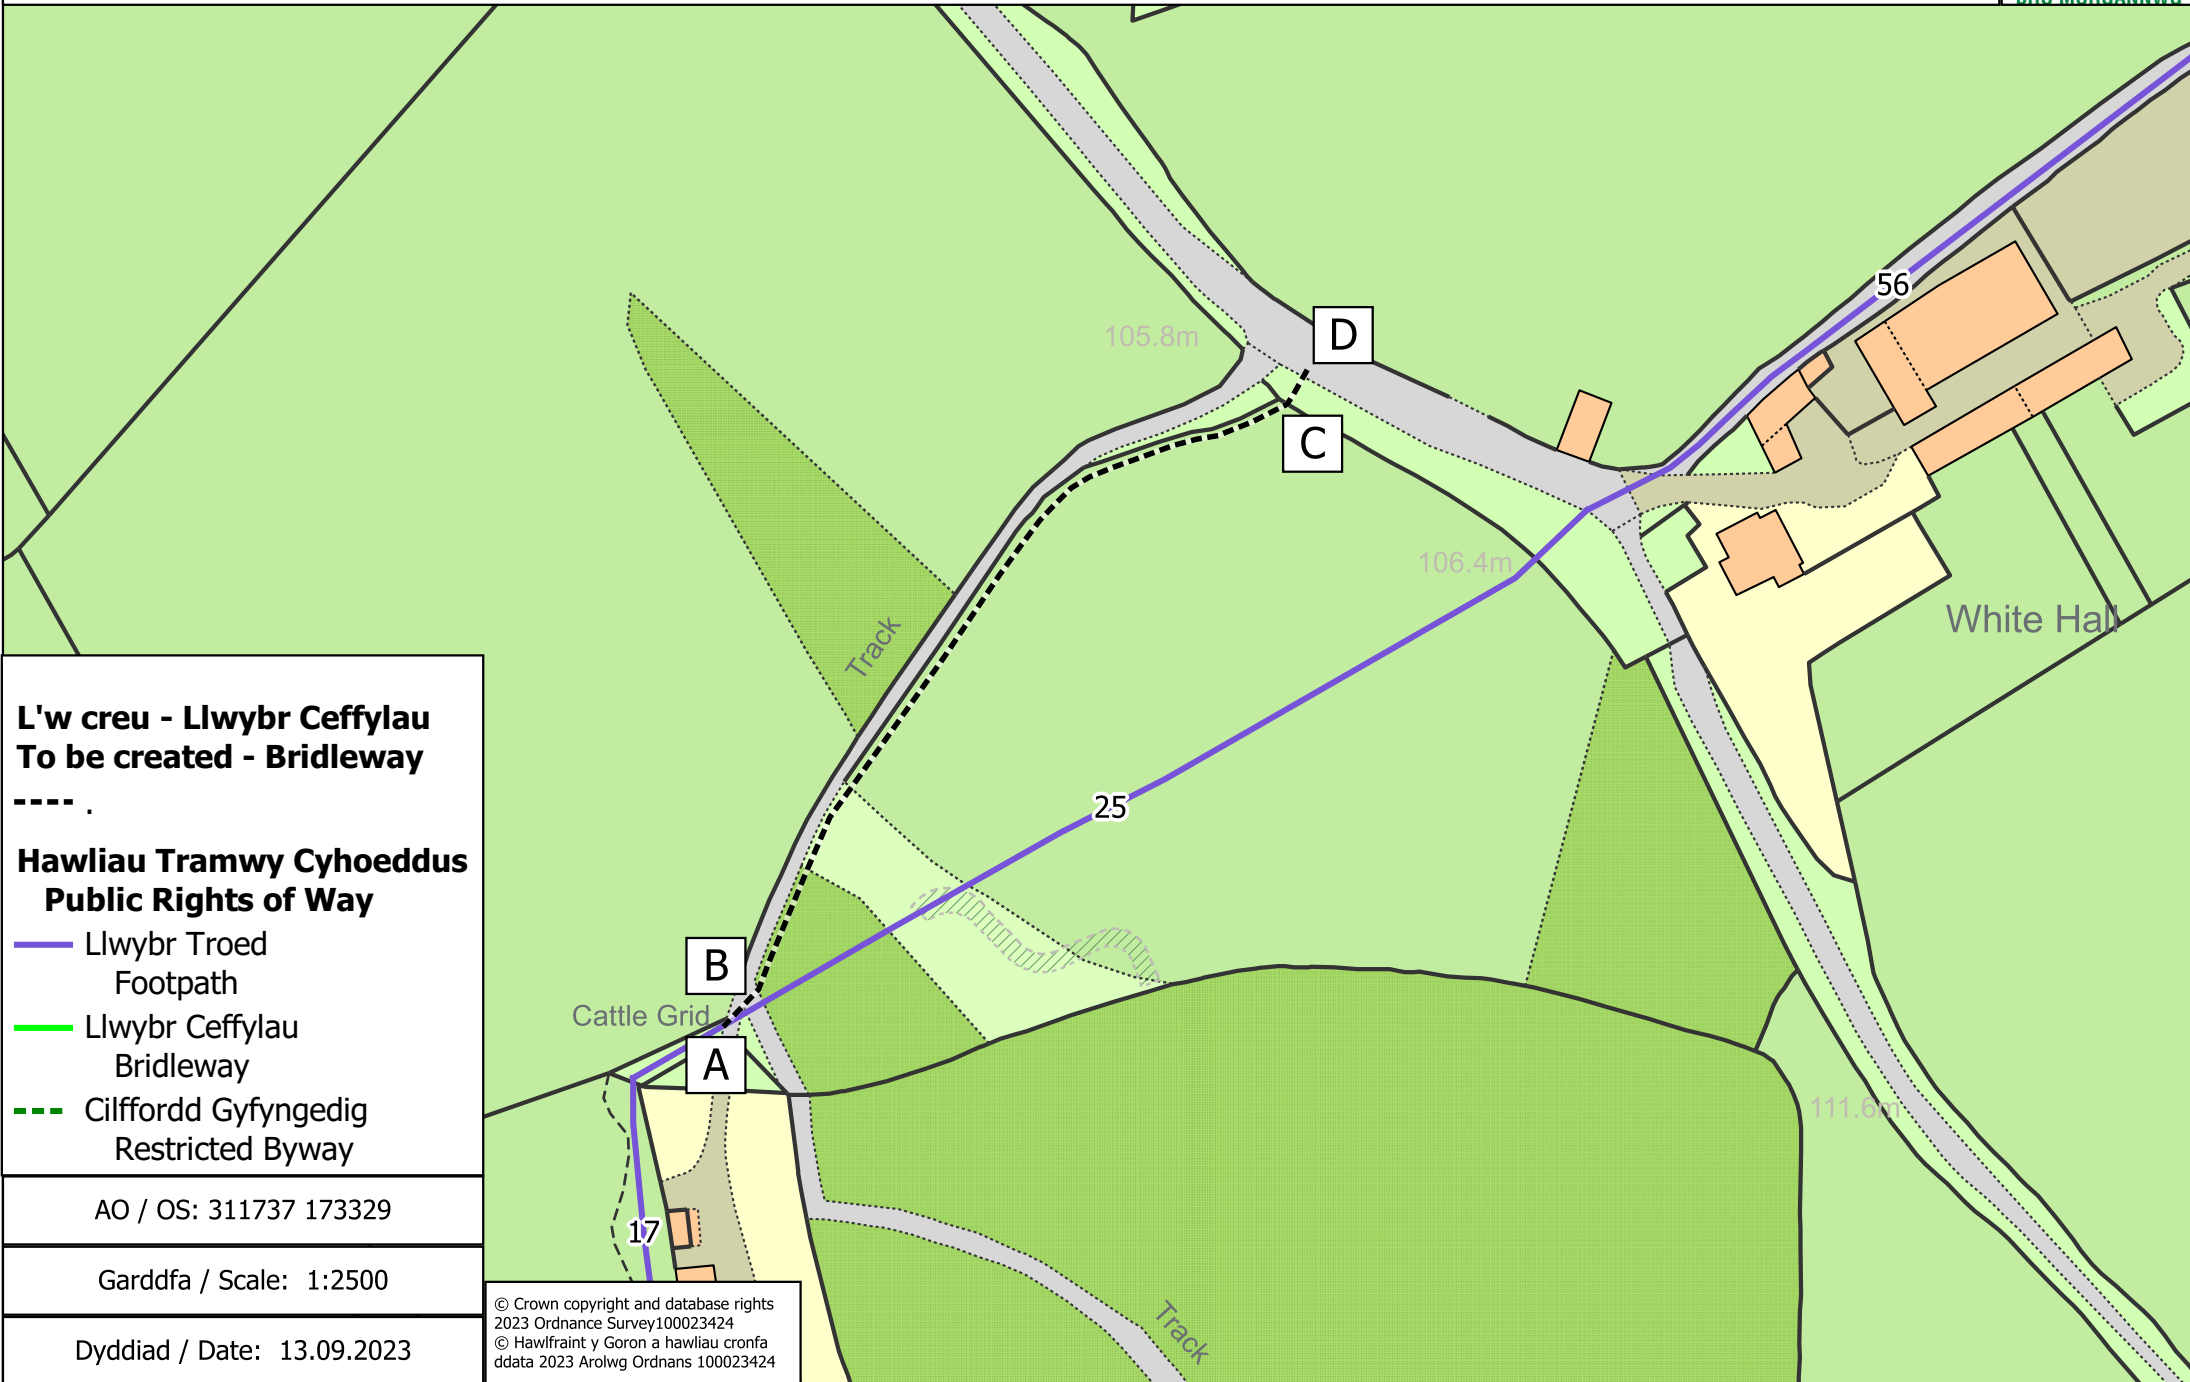 BRO MORGANNWG
D
56
105.8m
C
106.4m
White Hall
Track
25
B
Cattle Grid
A
111.6m
17
Track
L'w creu - Llwybr Ceffylau
To be created - Bridleway
.
Hawliau Tramwy Cyhoeddus
Public Rights of Way
Llwybr Troed
Footpath
Llwybr Ceffylau
Bridleway
Cilffordd Gyfyngedig
Restricted Byway
AO / OS: 311737 173329
Garddfa / Scale: 1:2500
Dyddiad / Date: 13.09.2023
© Crown copyright and database rights
2023 Ordnance Survey100023424
© Hawlfraint y Goron a hawliau cronfa
ddata 2023 Arolwg Ordnans 100023424